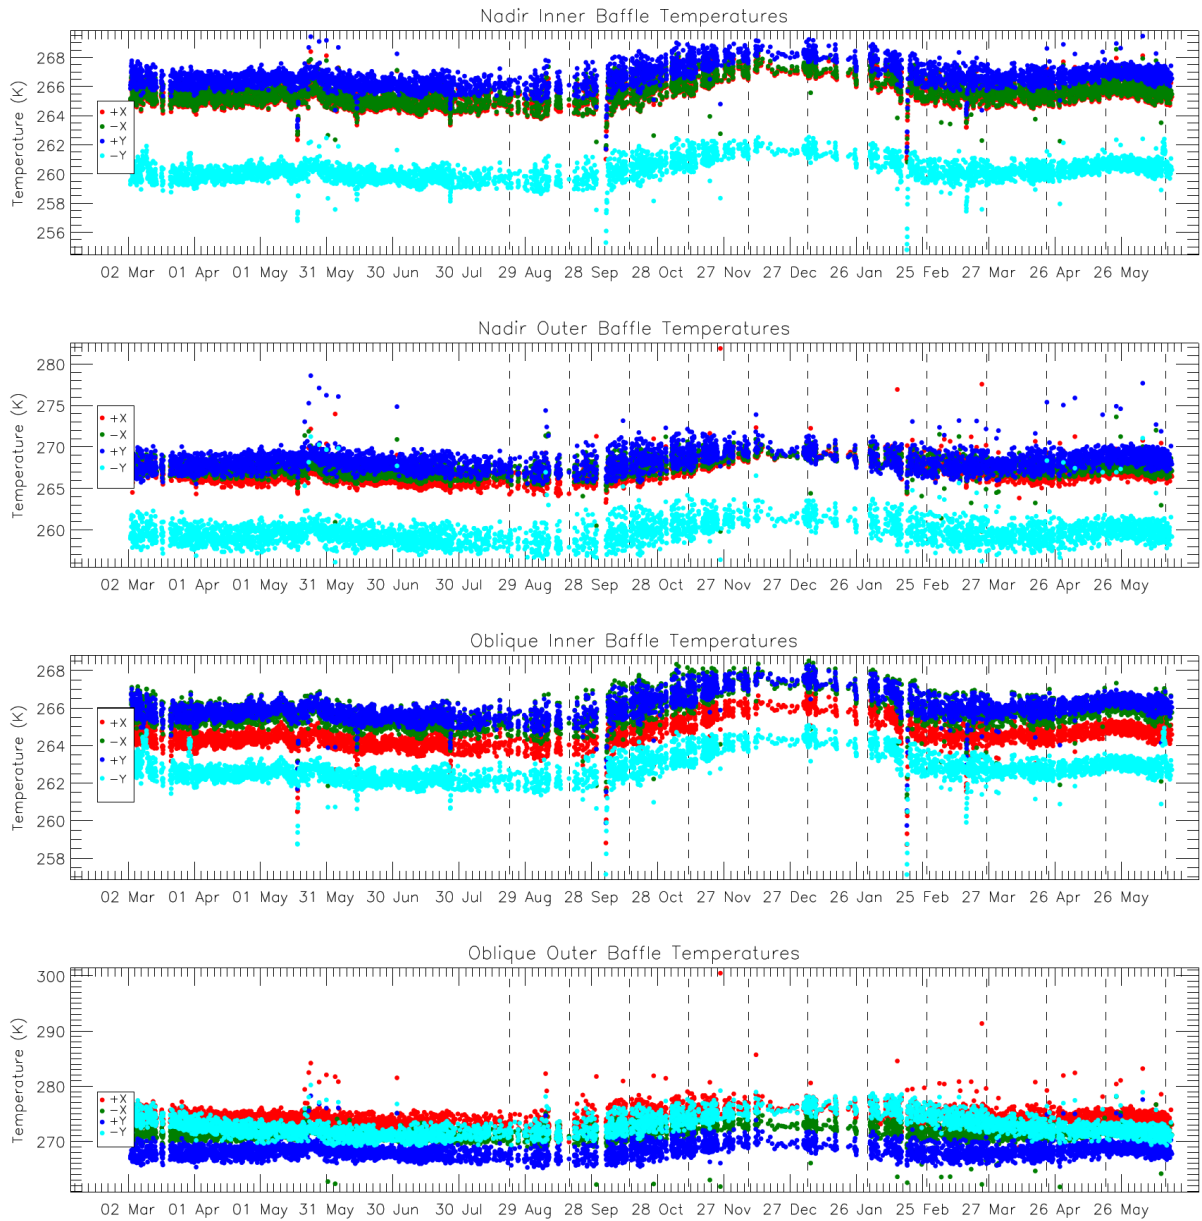 Nadir Inner Baffle Temperatures
Temperature (K)
268
266
264
262
260
258
256
+X
-X
+Y
-Y
02 Mar 01 Apr 01 May 31 May 30 Jun 30 Jul 29 Aug 28 Sep 28 Oct 27 Nov 27 Dec 26 Jan 25 Feb 27 Mar 26 Apr 26 May
Nadir Outer Baffle Temperatures
Temperature (K)
280
275
270
265
260
+X
-X
+Y
-Y
02 Mar 01 Apr 01 May 31 May 30 Jun 30 Jul 29 Aug 28 Sep 28 Oct 27 Nov 27 Dec 26 Jan 25 Feb 27 Mar 26 Apr 26 May
Oblique Inner Baffle Temperatures
Temperature (K)
268
266
264
262
260
258
+X
-X
+Y
-Y
02 Mar 01 Apr 01 May 31 May 30 Jun 30 Jul 29 Aug 28 Sep 28 Oct 27 Nov 27 Dec 26 Jan 25 Feb 27 Mar 26 Apr 26 May
Oblique Outer Baffle Temperatures
Temperature (K)
300
290
280
270
+X
-X
+Y
-Y
02 Mar 01 Apr 01 May 31 May 30 Jun 30 Jul 29 Aug 28 Sep 28 Oct 27 Nov 27 Dec 26 Jan 25 Feb 27 Mar 26 Apr 26 May